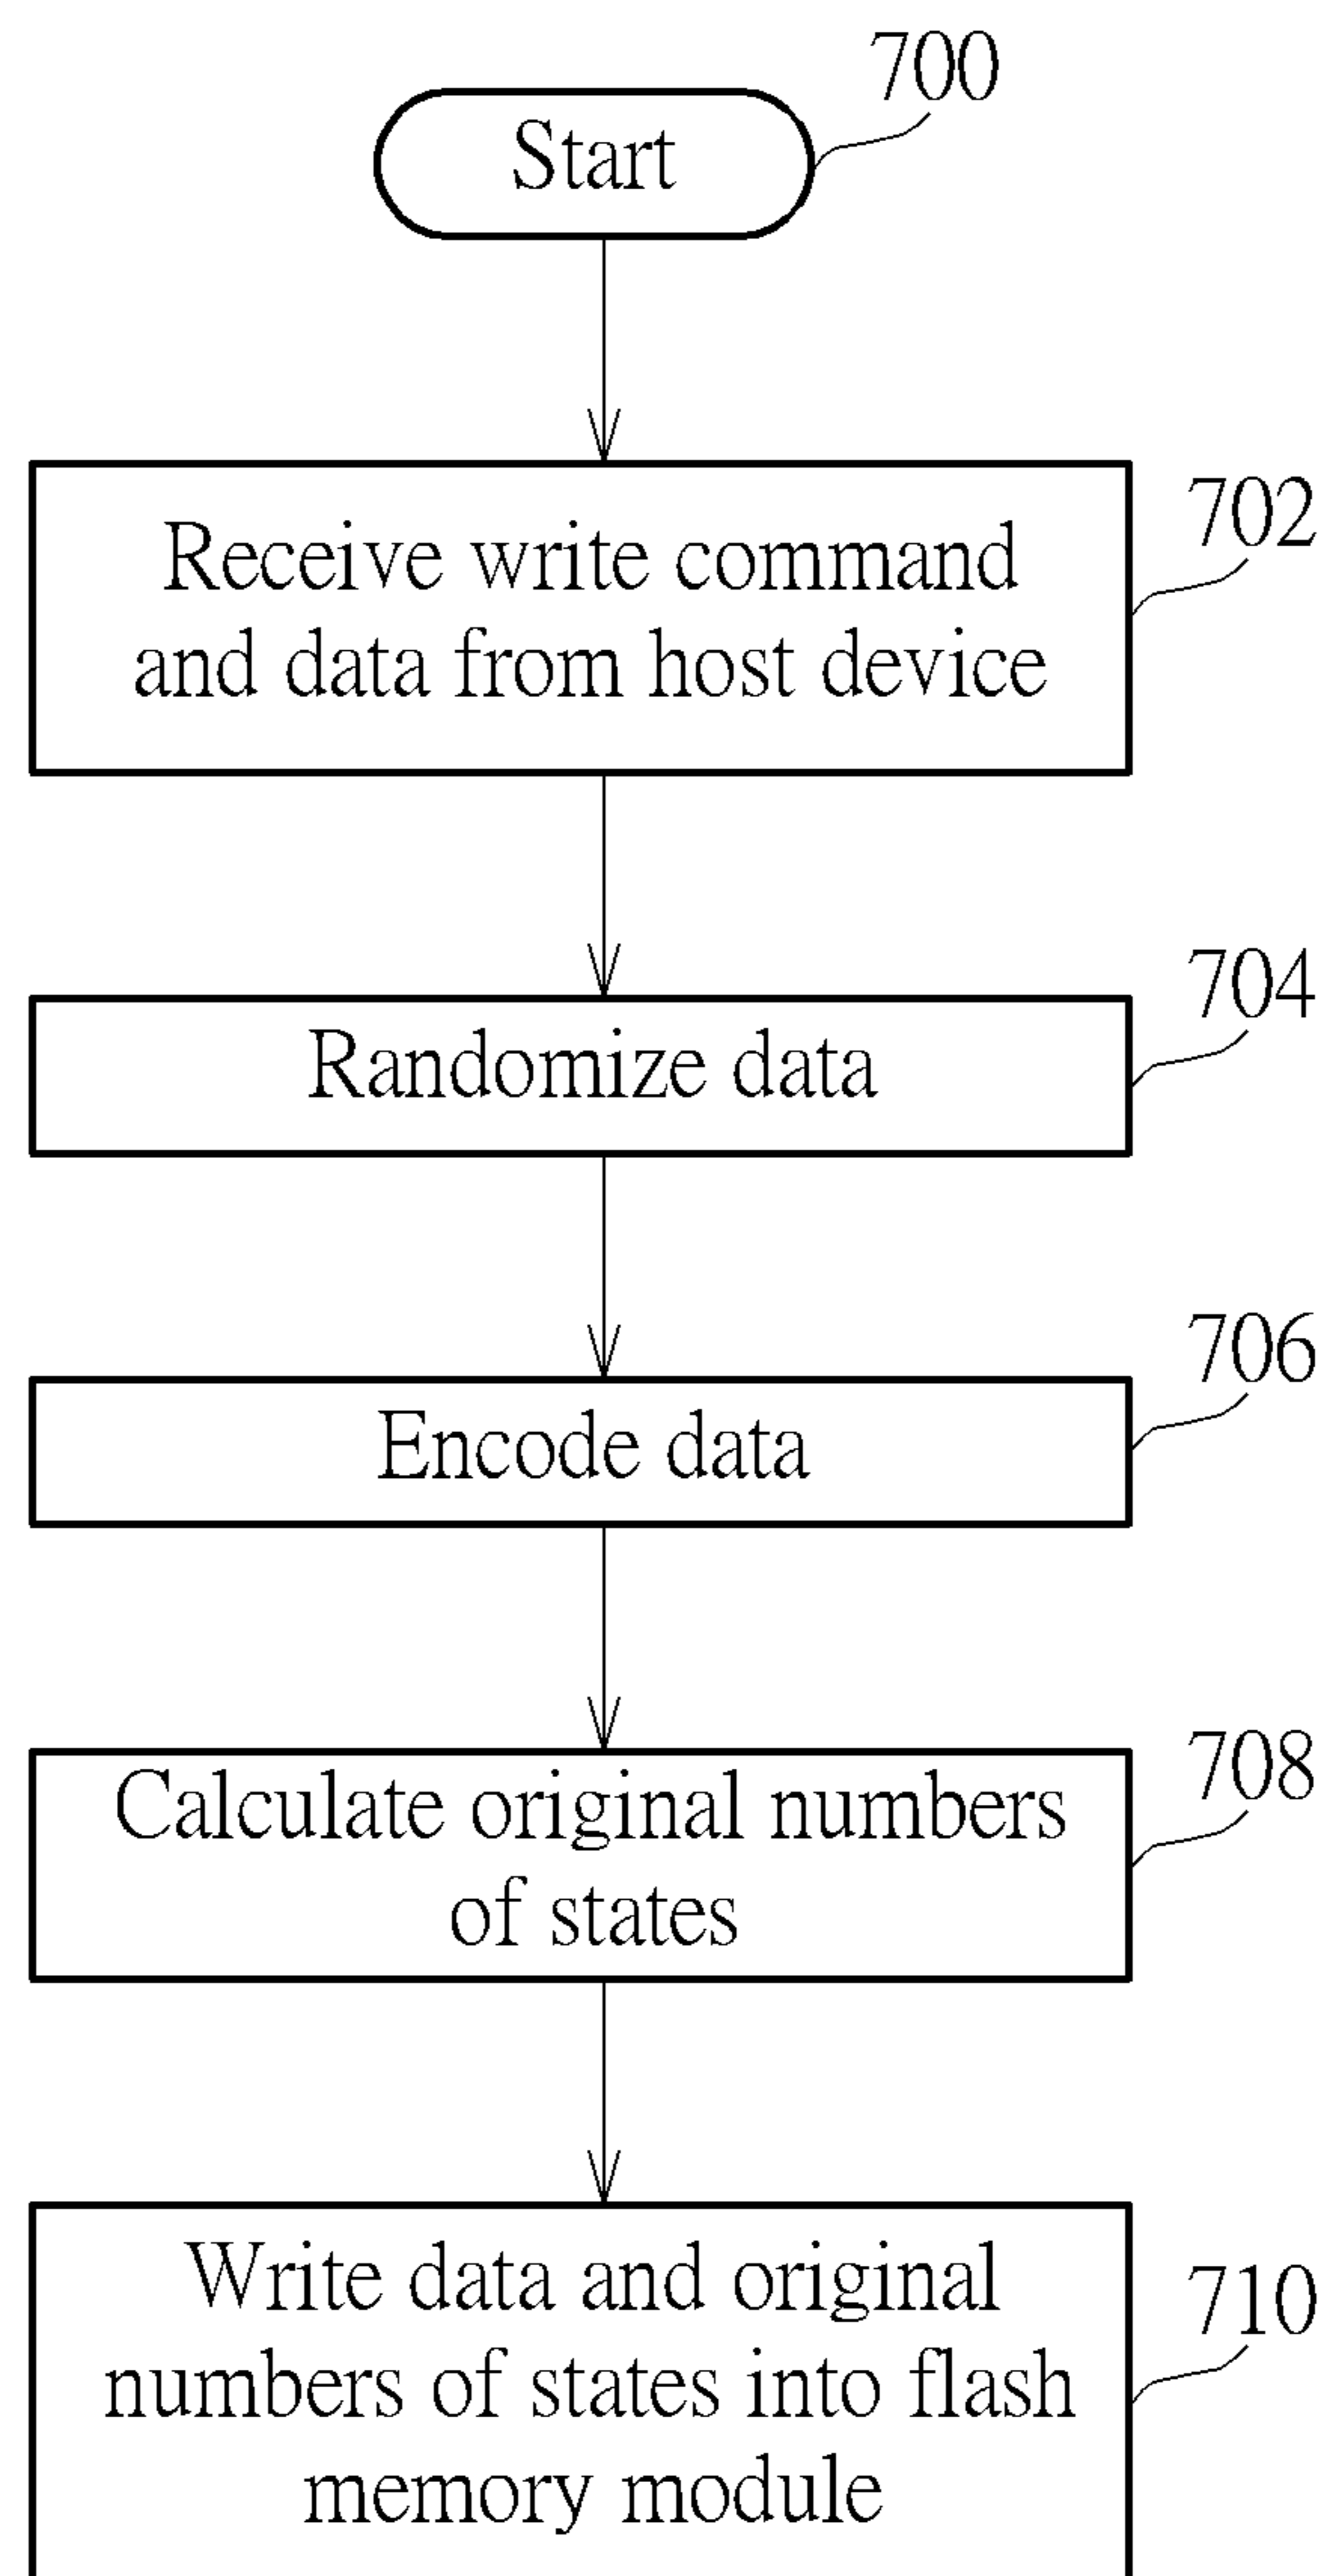 700
Start
702
Receive write command
and data from host device
704
Randomize data
706
Encode data
708
Calculate original numbers
of states
710
Write data and original
numbers of states into flash
memory module